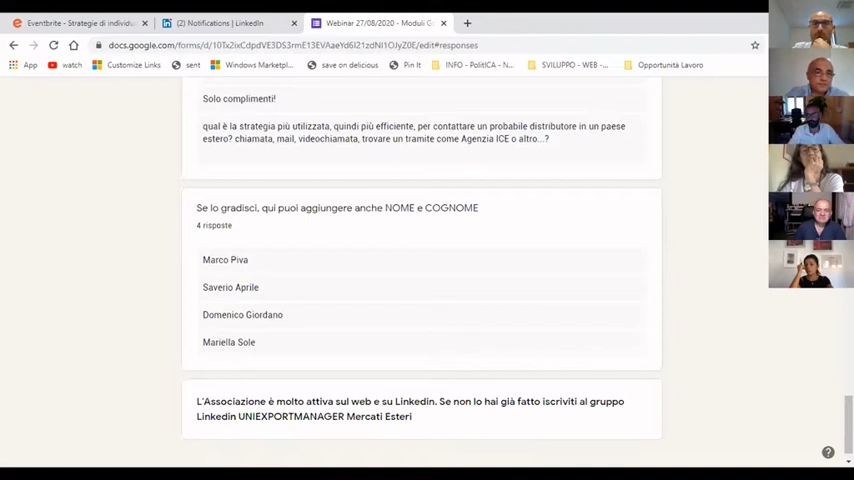 Eventbrite - Strategie di individua
(2) Notifications | LinkedIn
Webinar 27/08/2020 - Moduli G
docs.google.com/forms/d/10Tx2ixCdpdVE3DS3rmE13EVAaeYd6l21zdNI1OJyZ0E/edit#responses
App
watch
Customize Links
sent
Windows Marketpl...
save on delicious
Pin It
INFO - PolitICA - N...
SVILUPPO - WEB - ...
Opportunità Lavoro
Solo complimenti!
qual è la strategia più utilizzata, quindi più efficiente, per contattare un probabile distributore in un paese
estero? chiamata, mail, videochiamata, trovare un tramite come Agenzia ICE o altro...?
Se lo gradisci, qui puoi aggiungere anche NOME e COGNOME
4 risposte
Marco Piva
Saverio Aprile
Domenico Giordano
Mariella Sole
L'Associazione è molto attiva sul web e su Linkedin. Se non lo hai già fatto iscriviti al gruppo
Linkedin UNIEXPORTMANAGER Mercati Esteri